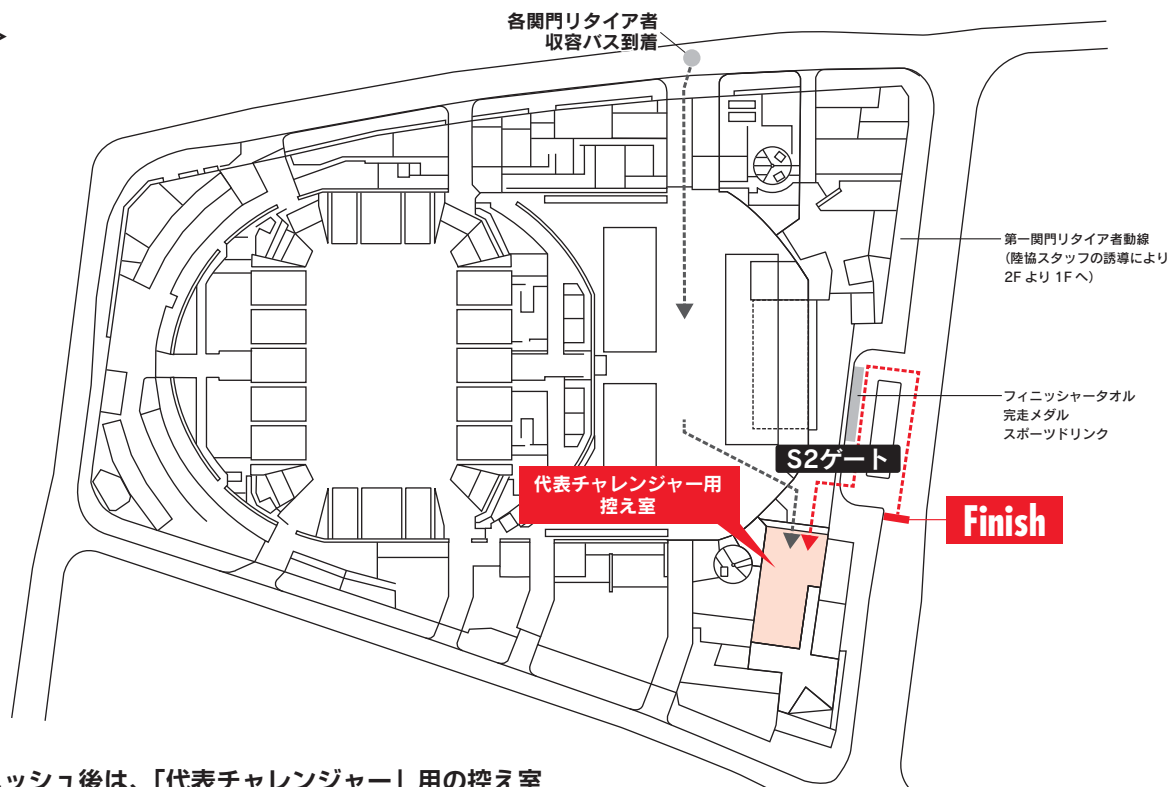 各関門リタイア者
収容バス到着
第一関門リタイア者動線
（陸協スタッフの誘導により
2F より 1F へ）
フィニッシャータオル
完走メダル
スポーツドリンク
S2ゲート
代表チャレンジャー用
控え室
Finish
ッシュ後は、「代表チャレンジャー」用の控え室